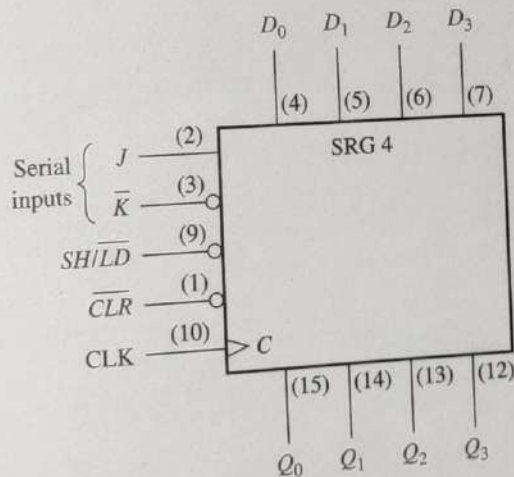 D₀ D₁ D₂ D₃
(4) (5) (6) (7)
SRG 4
Serial inputs
J (2)
K̅ (3)
SH/L̅D̅ (9)
C̅L̅R̅ (1)
CLK (10) C
(15) (14) (13) (12)
Q₀ Q₁ Q₂ Q₃